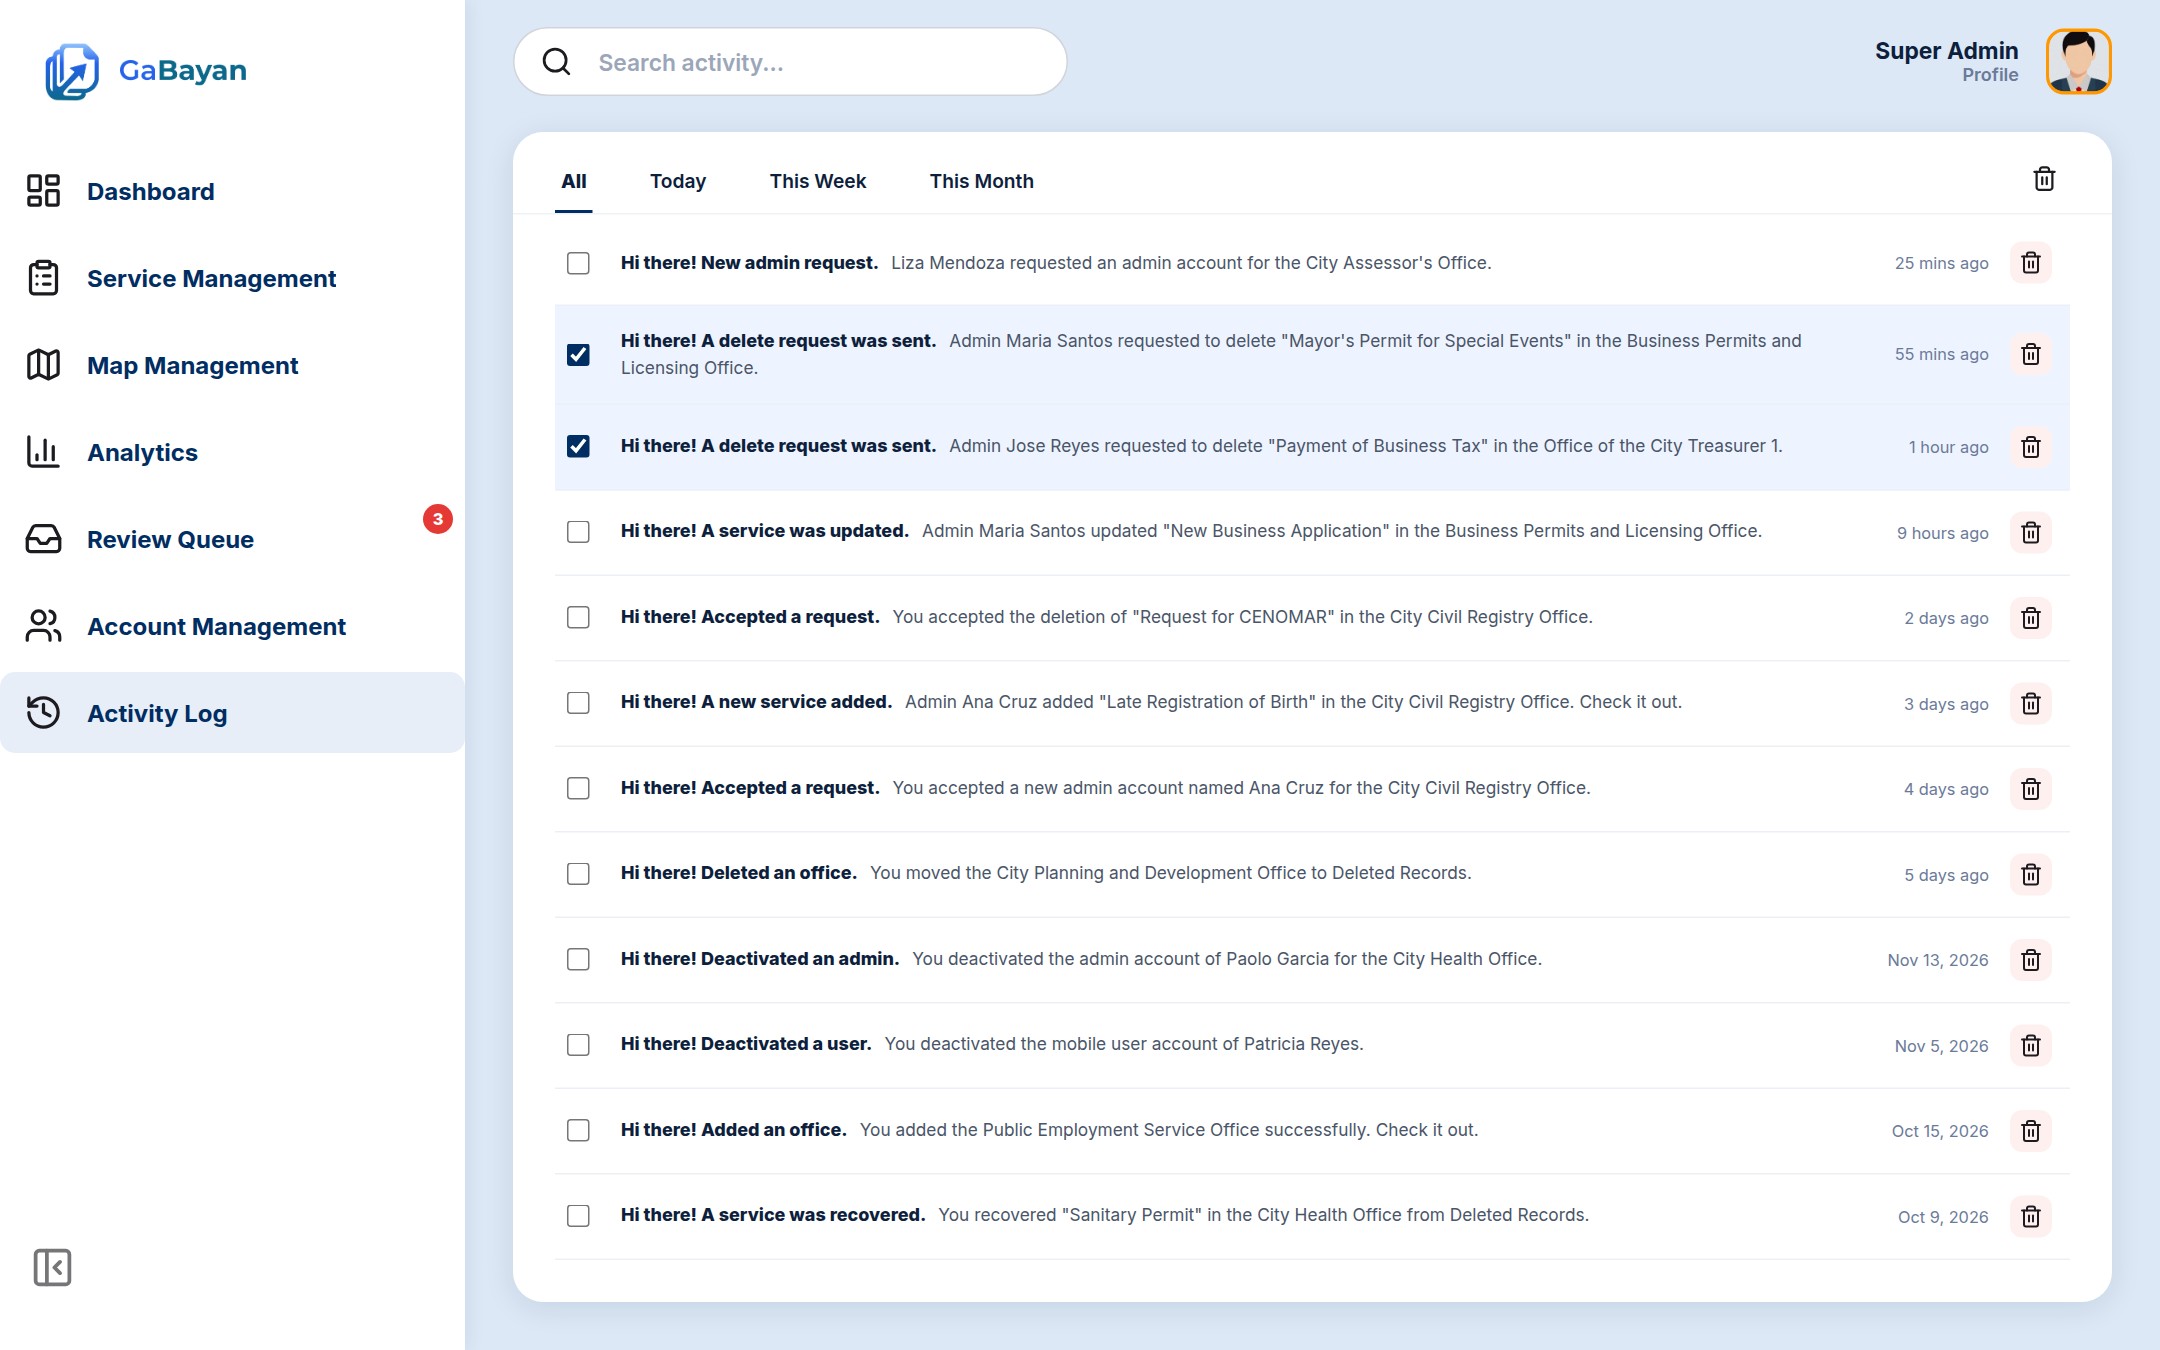 GaBayan
Search activity...
Super Admin
Profile
Dashboard
Service Management
Map Management
Analytics
Review Queue
3
Account Management
Activity Log
All
Today
This Week
This Month
Hi there! New admin request. Liza Mendoza requested an admin account for the City Assessor's Office.
25 mins ago
Hi there! A delete request was sent. Admin Maria Santos requested to delete "Mayor's Permit for Special Events" in the Business Permits and
Licensing Office.
55 mins ago
Hi there! A delete request was sent. Admin Jose Reyes requested to delete "Payment of Business Tax" in the Office of the City Treasurer 1.
1 hour ago
Hi there! A service was updated. Admin Maria Santos updated "New Business Application" in the Business Permits and Licensing Office.
9 hours ago
Hi there! Accepted a request. You accepted the deletion of "Request for CENOMAR" in the City Civil Registry Office.
2 days ago
Hi there! A new service added. Admin Ana Cruz added "Late Registration of Birth" in the City Civil Registry Office. Check it out.
3 days ago
Hi there! Accepted a request. You accepted a new admin account named Ana Cruz for the City Civil Registry Office.
4 days ago
Hi there! Deleted an office. You moved the City Planning and Development Office to Deleted Records.
5 days ago
Hi there! Deactivated an admin. You deactivated the admin account of Paolo Garcia for the City Health Office.
Nov 13, 2026
Hi there! Deactivated a user. You deactivated the mobile user account of Patricia Reyes.
Nov 5, 2026
Hi there! Added an office. You added the Public Employment Service Office successfully. Check it out.
Oct 15, 2026
Hi there! A service was recovered. You recovered "Sanitary Permit" in the City Health Office from Deleted Records.
Oct 9, 2026